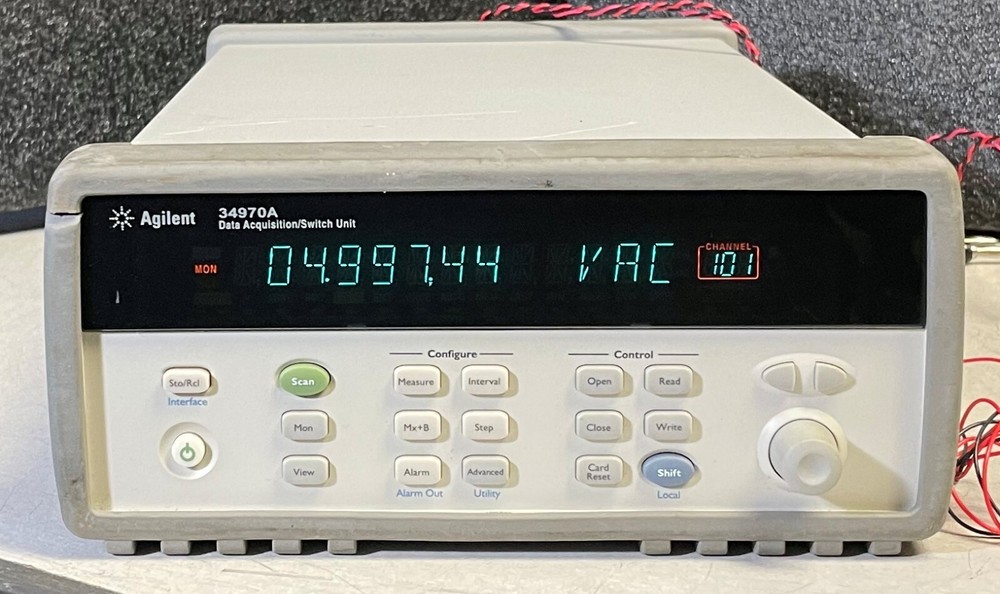 Agilent
34970A
Data Acquisition/Switch Unit
MON
04.997,44 VAC
CHANNEL
101
Configure
Control
Sto/Rcl
Scan
Measure
Interval
Open
Read
Interface
Mon
Mx+B
Step
Close
Write
View
Alarm
Advanced
Card
Reset
Shift
Alarm Out
Utility
Local